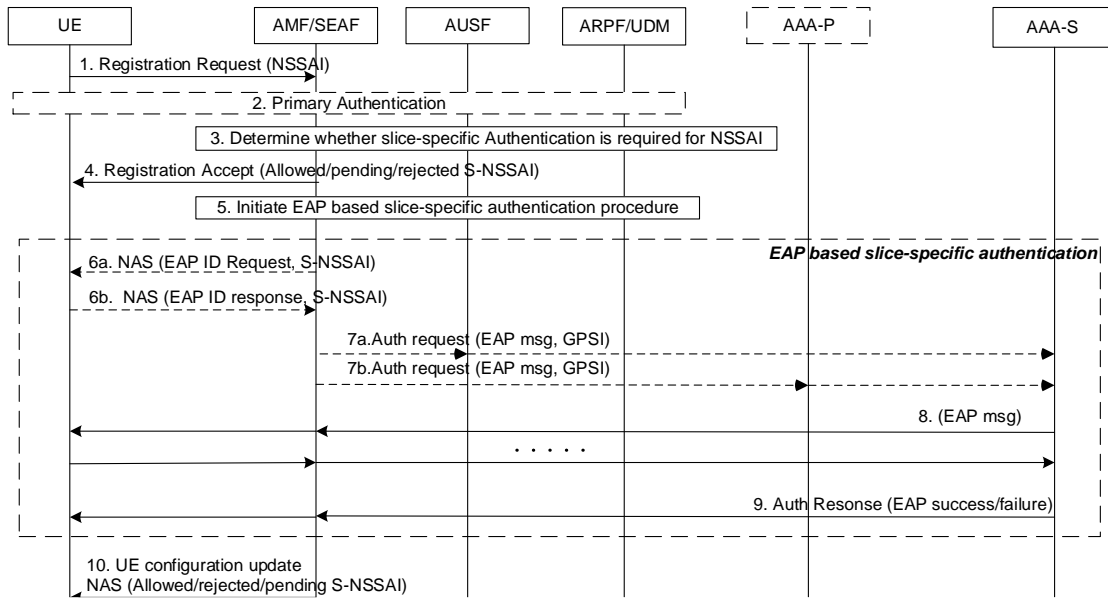 UE
AMF/SEAF
AUSF
ARPF/UDM
AAA-P
AAA-S
1. Registration Request (NSSAI)
2. Primary Authentication
3. Determine whether slice-specific Authentication is required for NSSAI
4. Registration Accept (Allowed/pending/rejected S-NSSAI)
5. Initiate EAP based slice-specific authentication procedure
EAP based slice-specific authentication
6a. NAS (EAP ID Request, S-NSSAI)
6b. NAS (EAP ID response, S-NSSAI)
7a.Auth request (EAP msg, GPSI)
7b.Auth request (EAP msg, GPSI)
8. (EAP msg)
. . . . .
9. Auth Resonse (EAP success/failure)
10. UE configuration update
NAS (Allowed/rejected/pending S-NSSAI)